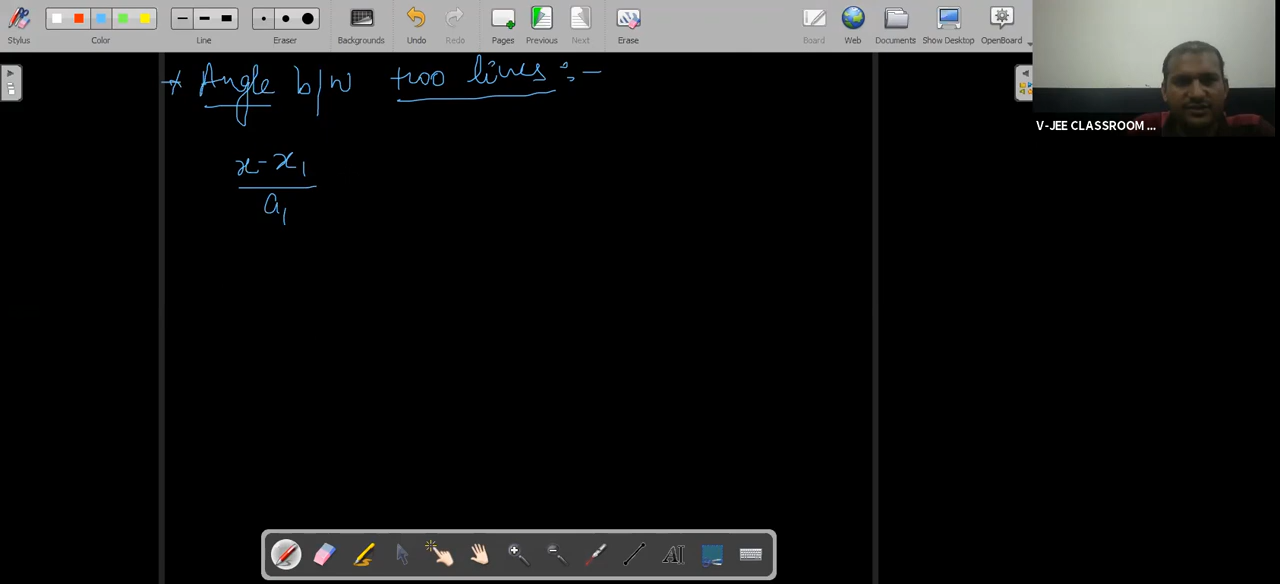 Stylus Color Line Eraser Backgrounds Undo Redo Pages Previous Next Erase Board Web Documents Show Desktop OpenBoard
* Angle b/w two lines :-
V-JEE CLASSROOM ...
x - x₁
a₁
AI